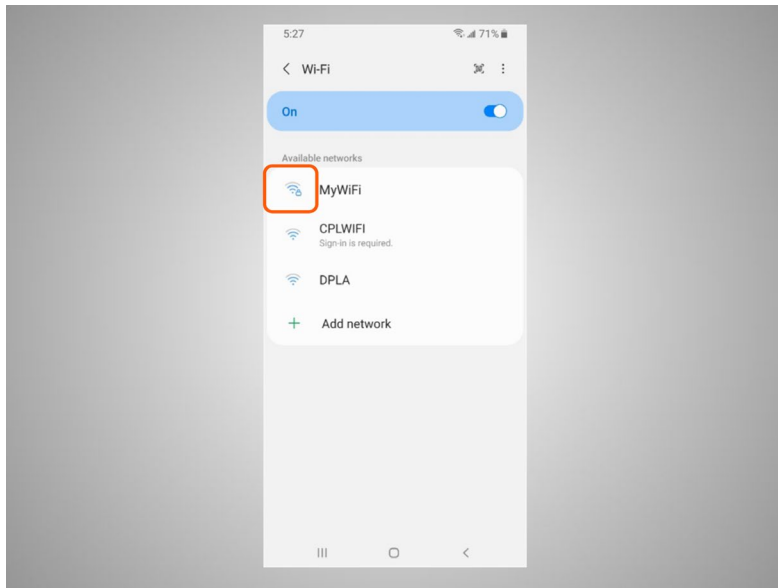 5:27 71%
Wi-Fi
On
Available networks
MyWiFi
CPLWIFI
Sign-in is required.
DPLA
Add network